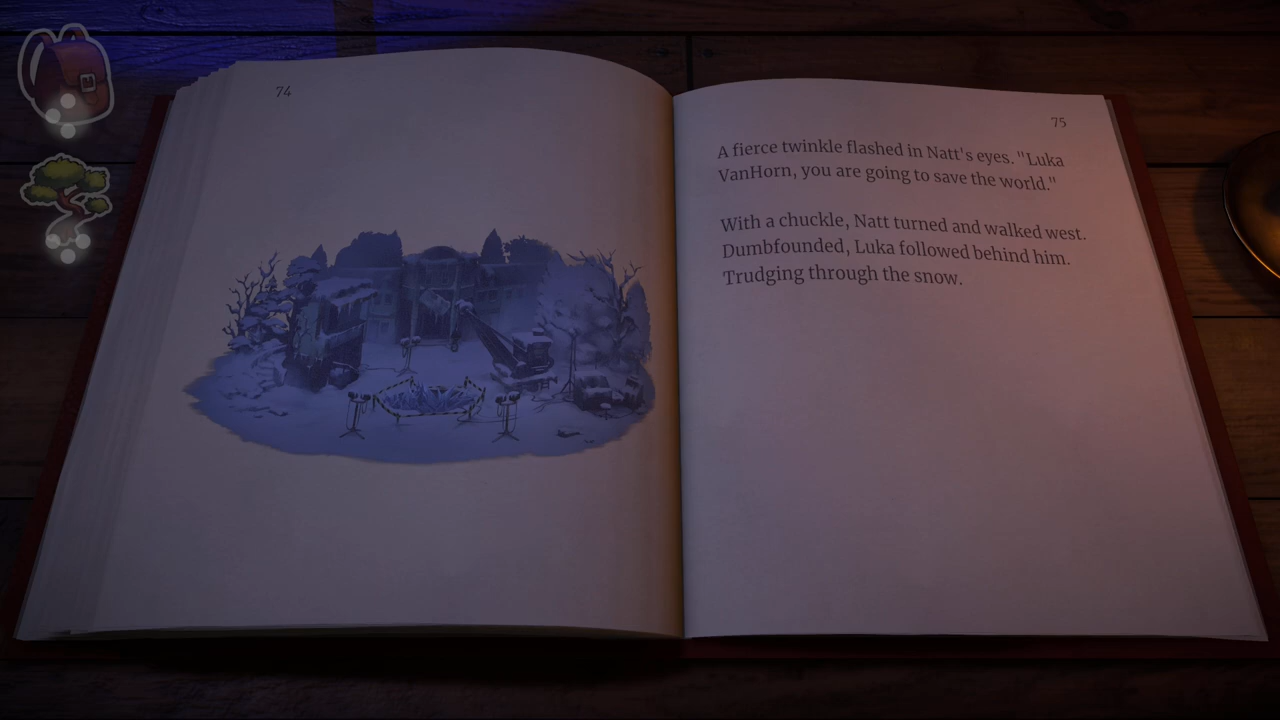 74
75
A fierce twinkle flashed in Natt's eyes. "Luka
VanHorn, you are going to save the world."
With a chuckle, Natt turned and walked west.
Dumbfounded, Luka followed behind him.
Trudging through the snow.